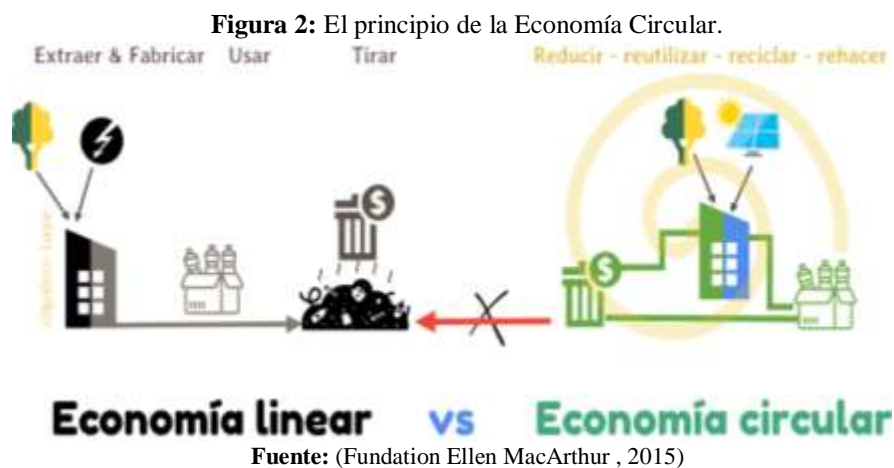 Figura 2: El principio de la Economía Circular.
Extraer & Fabricar Usar Tirar Reducir - reutilizar - reciclar - rehacer
$ $
Economía linear vs Economía circular
Fuente: (Fundation Ellen MacArthur , 2015)